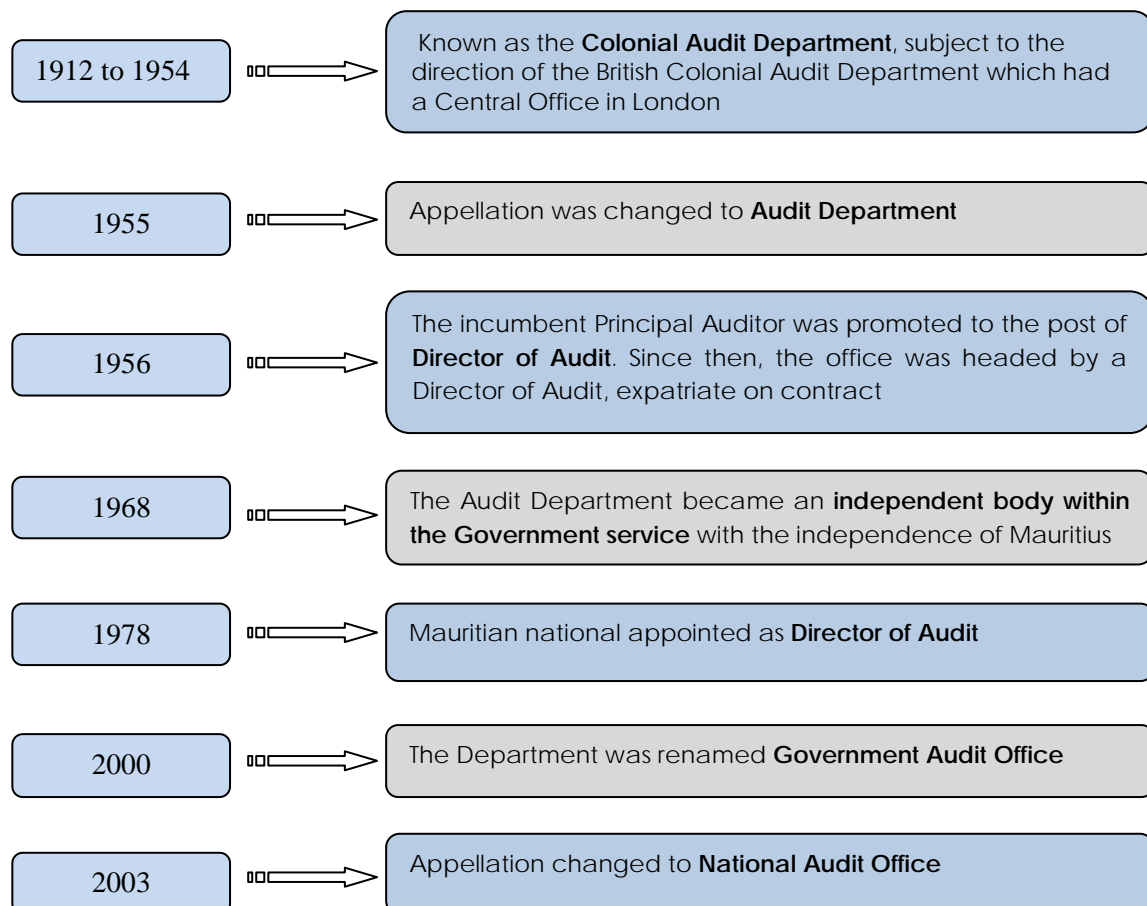 1912 to 1954
Known as the Colonial Audit Department, subject to the
direction of the British Colonial Audit Department which had
a Central Office in London
1955
Appellation was changed to Audit Department
1956
The incumbent Principal Auditor was promoted to the post of
Director of Audit. Since then, the office was headed by a
Director of Audit, expatriate on contract
1968
The Audit Department became an independent body within
the Government service with the independence of Mauritius
1978
Mauritian national appointed as Director of Audit
2000
The Department was renamed Government Audit Office
2003
Appellation changed to National Audit Office